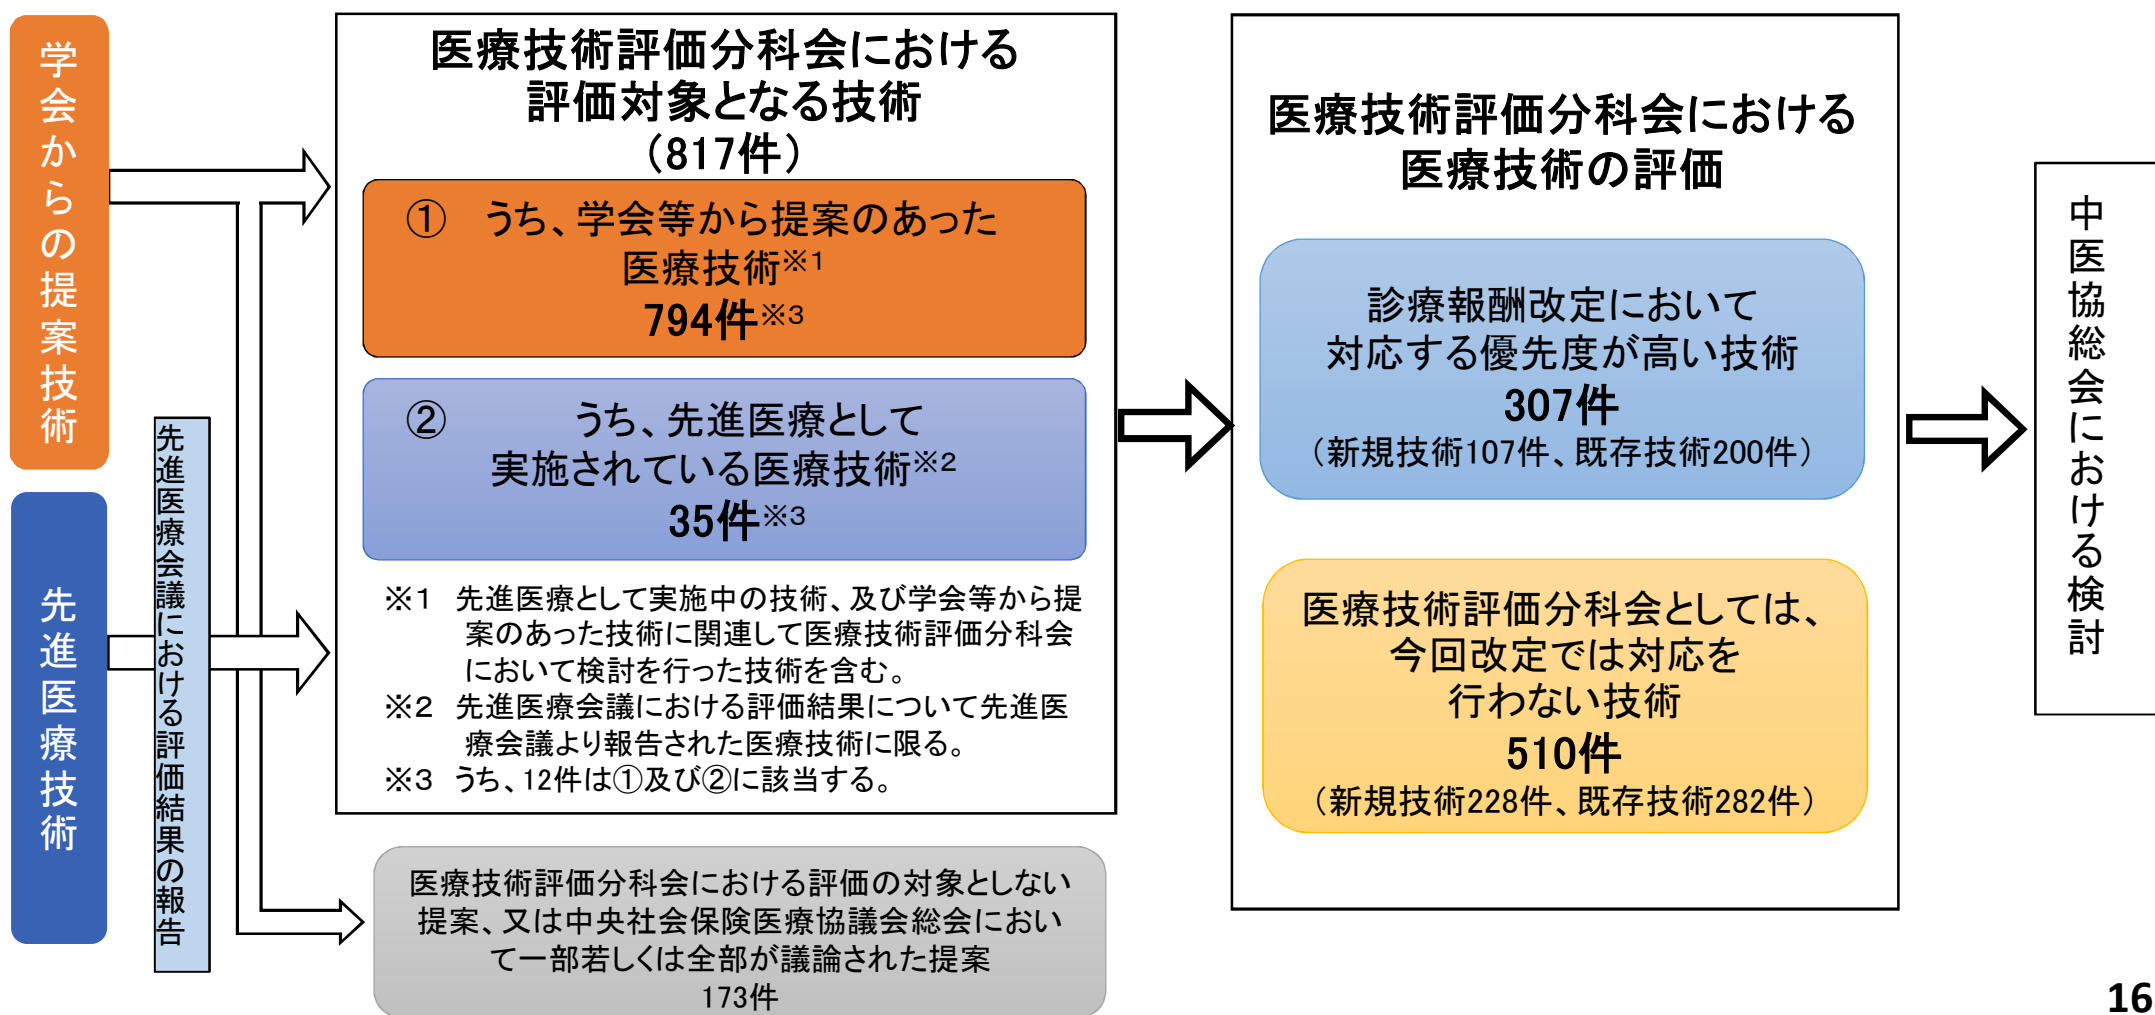 学会からの提案技術
先進医療技術
先進医療会議における評価結果の報告
医療技術評価分科会における
評価対象となる技術
（817件）
① うち、学会等から提案のあった
医療技術※1
794件※3
② うち、先進医療として
実施されている医療技術※2
35件※3
※1 先進医療として実施中の技術、及び学会等から提
案のあった技術に関連して医療技術評価分科会
において検討を行った技術を含む。
※2 先進医療会議における評価結果について先進医
療会議より報告された医療技術に限る。
※3 うち、12件は①及び②に該当する。
医療技術評価分科会における評価の対象としない
提案、又は中央社会保険医療協議会総会におい
て一部若しくは全部が議論された提案
173件
医療技術評価分科会における
医療技術の評価
診療報酬改定において
対応する優先度が高い技術
307件
（新規技術107件、既存技術200件）
医療技術評価分科会としては、
今回改定では対応を
行わない技術
510件
（新規技術228件、既存技術282件）
中医協総会における検討
16